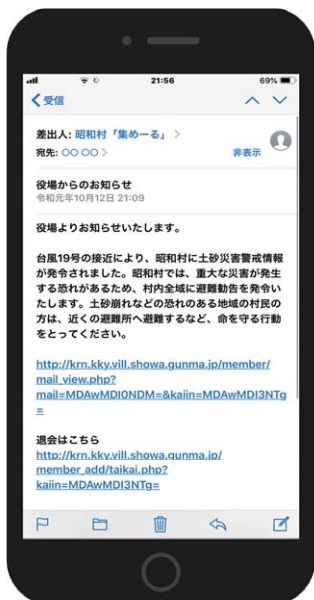 21:56
69%
受信
差出人: 昭和村「集めーる」
宛先: ○○ ○○
非表示
役場からのお知らせ
令和元年10月12日 21:09
役場よりお知らせいたします。
台風19号の接近により、昭和村に土砂災害警戒情報
が発令されました。昭和村では、重大な災害が発生
する恐れがあるため、村内全域に避難勧告を発令い
たします。土砂崩れなどの恐れのある地域の村民の
方は、近くの避難所へ避難するなど、命を守る行動
をとってください。
http://krn.kky.vill.showa.gunma.jp/member/
mail_view.php?
mail=MDAwMDI0NDM=&kaiin=MDAwMDI3NTg
=
退会はこちら
http://krn.kky.vill.showa.gunma.jp/
member_add/taikai.php?
kaiin=MDAwMDI3NTg=